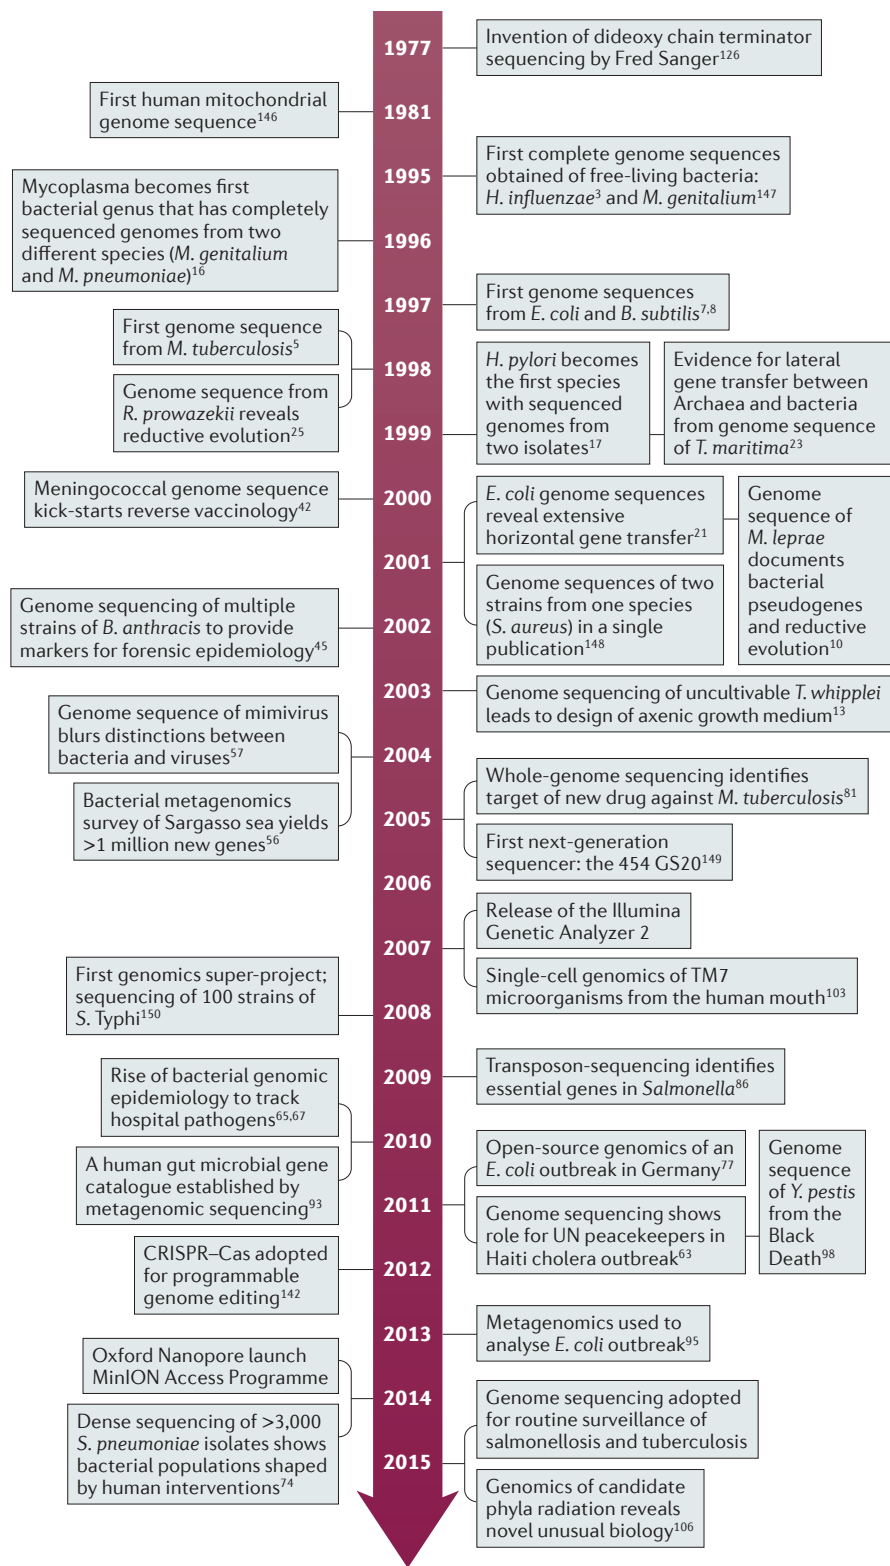 1977
Invention of dideoxy chain terminator
sequencing by Fred Sanger126
First human mitrochondrial
genome sequence146
1981
1995
First complete genome sequences
obtained of free-living bacteria:
H. influenzae3 and M. genitalium147
Mycoplasma becomes first
bacterial genus that has completely
sequenced genomes from two
different species (M. genitalium
and M. pneumoniae)16
1996
1997
First genome sequences
from E. coli and B. subtilis7,8
First genome sequence
from M. tuberculosis5
Genome sequence from
R. prowazekii reveals
reductive evolution25
1998
1999
H. pylori becomes
the first species
with sequenced
genomes from
two isolates17
Evidence for lateral
gene transfer between
Archaea and bacteria
from genome sequence
of T. maritima23
Meningococcal genome sequence
kick-starts reverse vaccinology42
2000
2001
E. coli genome sequences
reveal extensive
horizontal gene transfer21
Genome sequences of two
strains from one species
(S. aureus) in a single
publication148
Genome
sequence of
M. leprae
documents
bacterial
pseudogenes
and reductive
evolution10
Genome sequencing of multiple
strains of B. anthracis to provide
markers for forensic epidemiology45
2002
2003
Genome sequencing of uncultivable T. whipplei
leads to design of axenic growth medium13
Genome sequence of mimivirus
blurs distinctions between
bacteria and viruses57
Bacterial metagenomics
survey of Sargasso sea yields
>1 million new genes56
2004
2005
Whole-genome sequencing identifies
target of new drug against M. tuberculosis81
First next-generation
sequencer: the 454 GS20149
2006
2007
Release of the Illumina
Genetic Analyzer 2
Single-cell genomics of TM7
microorganisms from the human mouth103
First genomics super-project;
sequencing of 100 strains of
S. Typhi150
2008
2009
Transposon-sequencing identifies
essential genes in Salmonella86
Rise of bacterial genomic
epidemiology to track
hospital pathogens65,67
A human gut microbial gene
catalogue established by
metagenomic sequencing93
2010
2011
Open-source genomics of an
E. coli outbreak in Germany77
Genome sequencing shows
role for UN peacekeepers in
Haiti cholera outbreak63
Genome
sequence
of Y. pestis
from the
Black
Death98
CRISPR–Cas adopted
for programmable
genome editing142
2012
2013
Metagenomics used to
analyse E. coli outbreak95
Oxford Nanopore launch
MinION Access Programme
Dense sequencing of >3,000
S. pneumoniae isolates shows
bacterial populations shaped
by human interventions74
2014
2015
Genome sequencing adopted
for routine surveillance of
salmonellosis and tuberculosis
Genomics of candidate
phyla radiation reveals
novel unusual biology106